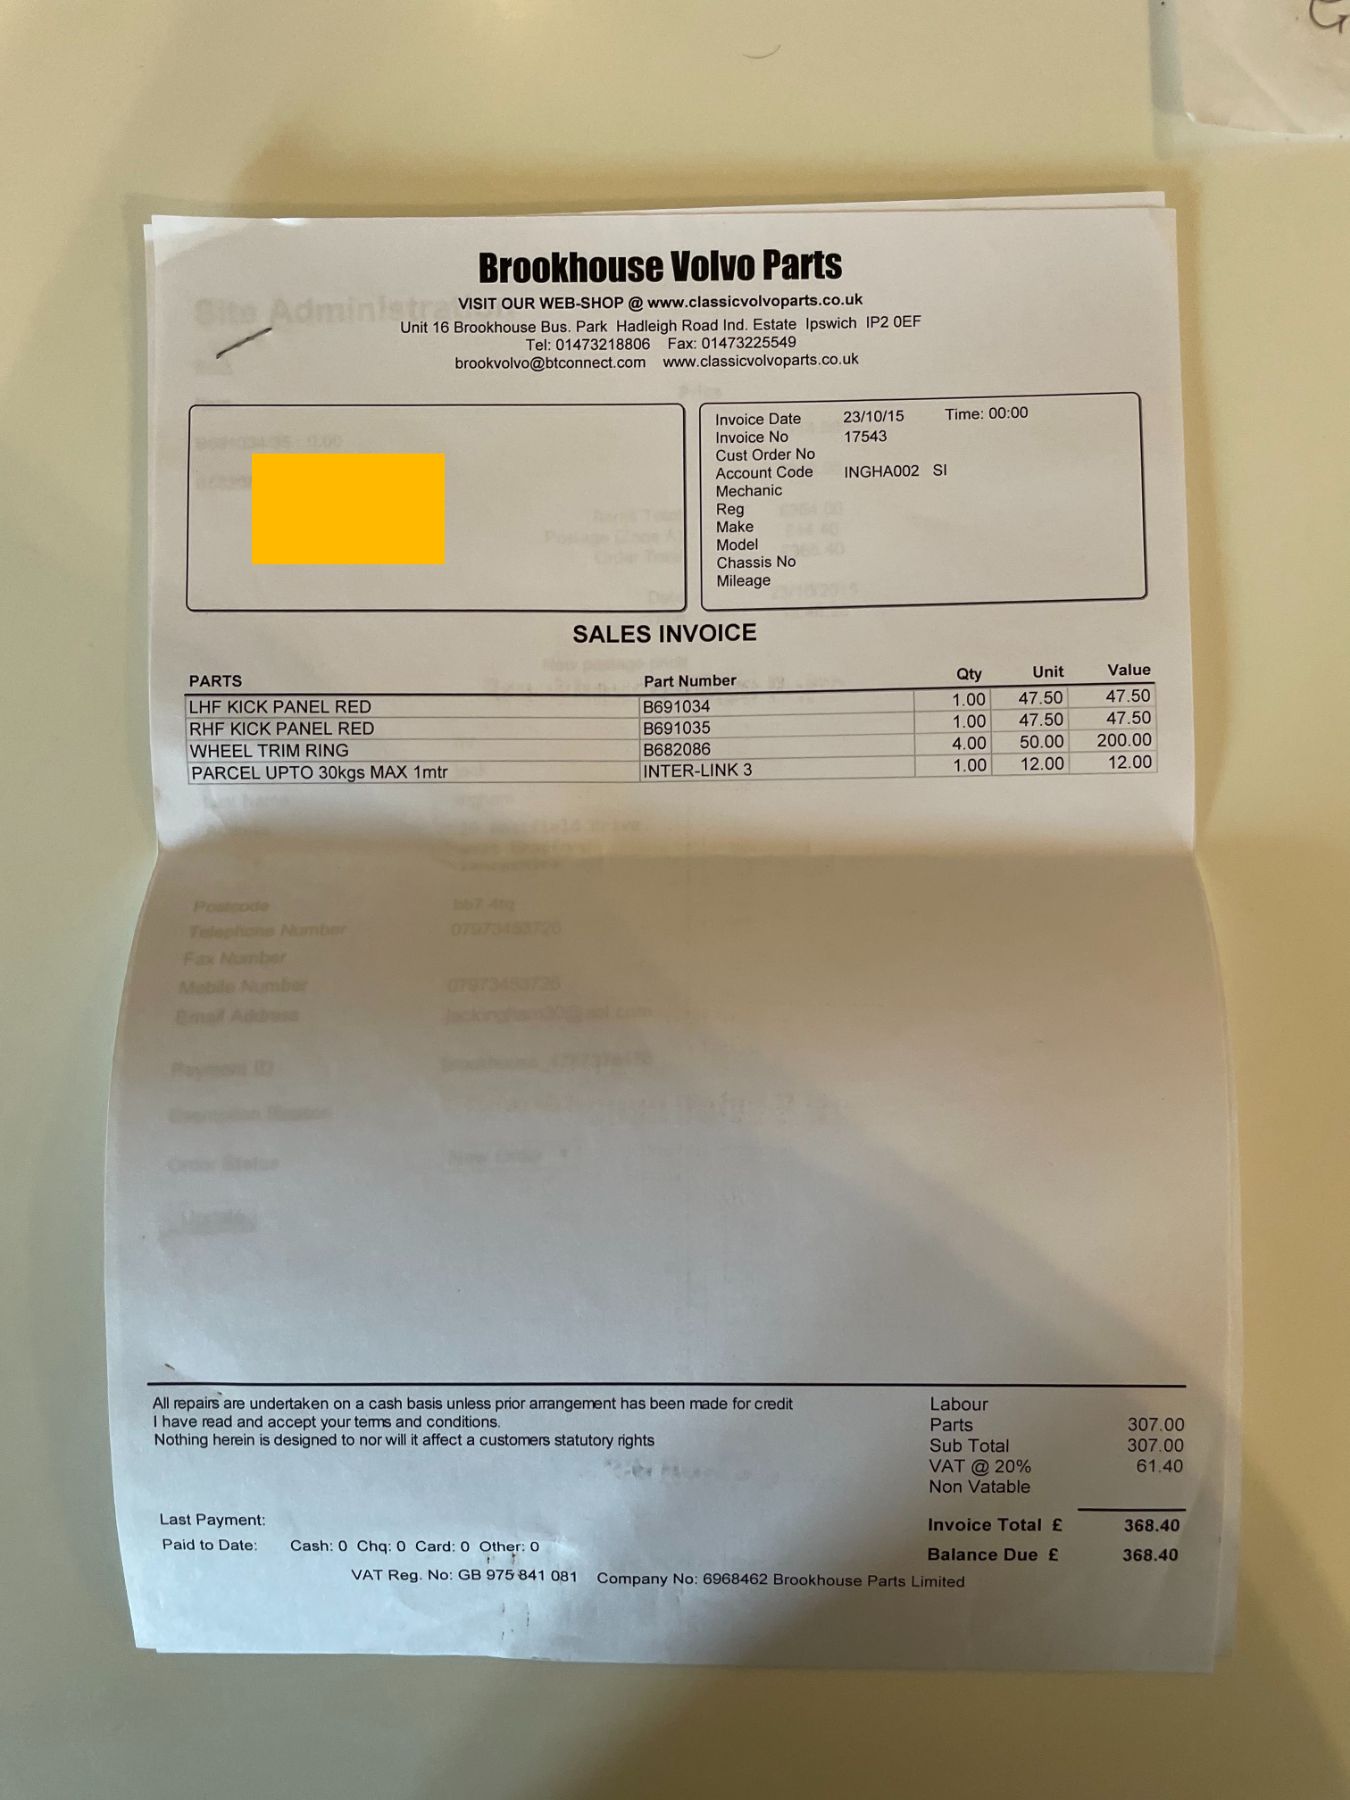 Brookhouse Volvo Parts
VISIT OUR WEB-SHOP @ www.classicvolvoparts.co.uk
Unit 16 Brookhouse Bus. Park Hadleigh Road Ind. Estate Ipswich IP2 0EF
Tel: 01473218806 Fax: 01473225549
brookvolvo@btconnect.com www.classicvolvoparts.co.uk
Invoice Date 23/10/15 Time: 00:00
Invoice No 17543
Cust Order No
Account Code INGHA002 SI
Mechanic
Reg
Make
Model
Chassis No
Mileage
SALES INVOICE
PARTS Part Number Qty Unit Value
LHF KICK PANEL RED B691034 1.00 47.50 47.50
RHF KICK PANEL RED B691035 1.00 47.50 47.50
WHEEL TRIM RING B682086 4.00 50.00 200.00
PARCEL UPTO 30kgs MAX 1mtr INTER-LINK 3 1.00 12.00 12.00
Postcode
Telephone Number
Fax Number
Mobile Number
Email Address
All repairs are undertaken on a cash basis unless prior arrangement has been made for credit
I have read and accept your terms and conditions.
Nothing herein is designed to nor will it affect a customers statutory rights
Labour
Parts 307.00
Sub Total 307.00
VAT @ 20% 61.40
Non Vatable
Last Payment:
Paid to Date: Cash: 0 Chq: 0 Card: 0 Other: 0
Invoice Total £ 368.40
Balance Due £ 368.40
VAT Reg. No: GB 975 841 081 Company No: 6968462 Brookhouse Parts Limited